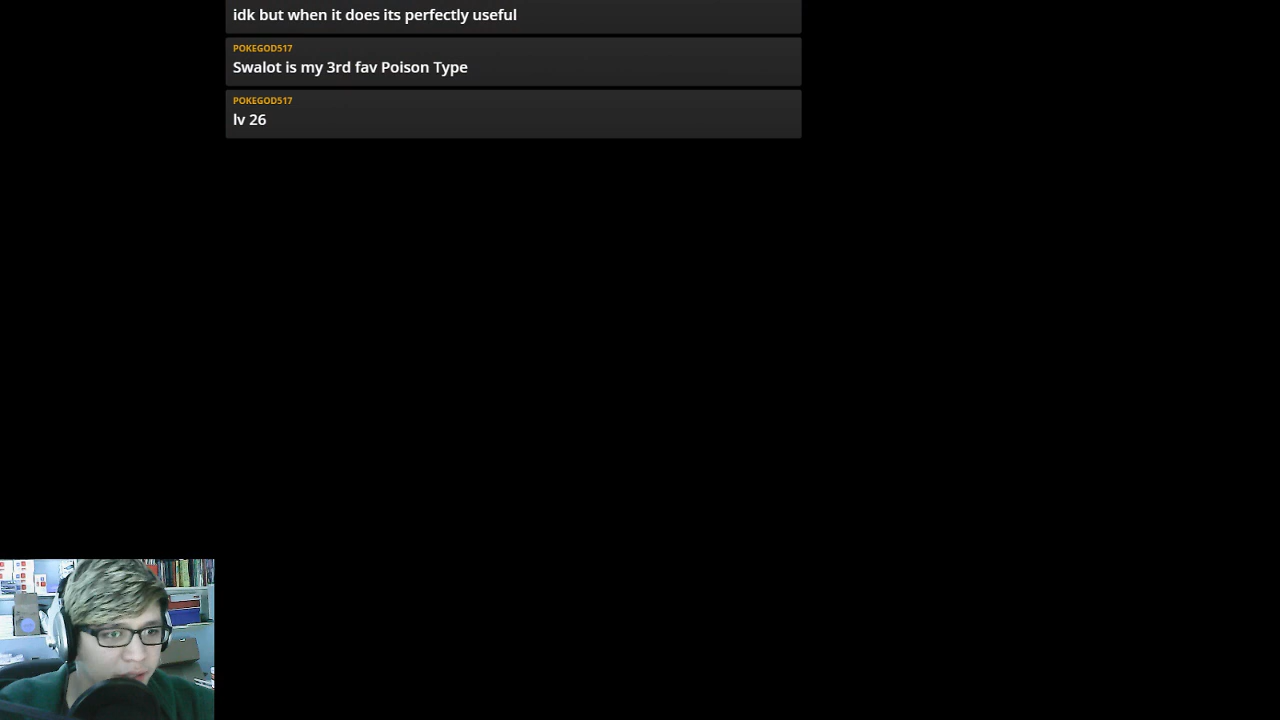 idk but when it does its perfectly useful
POKEGOD517
Swalot is my 3rd fav Poison Type
POKEGOD517
lv 26